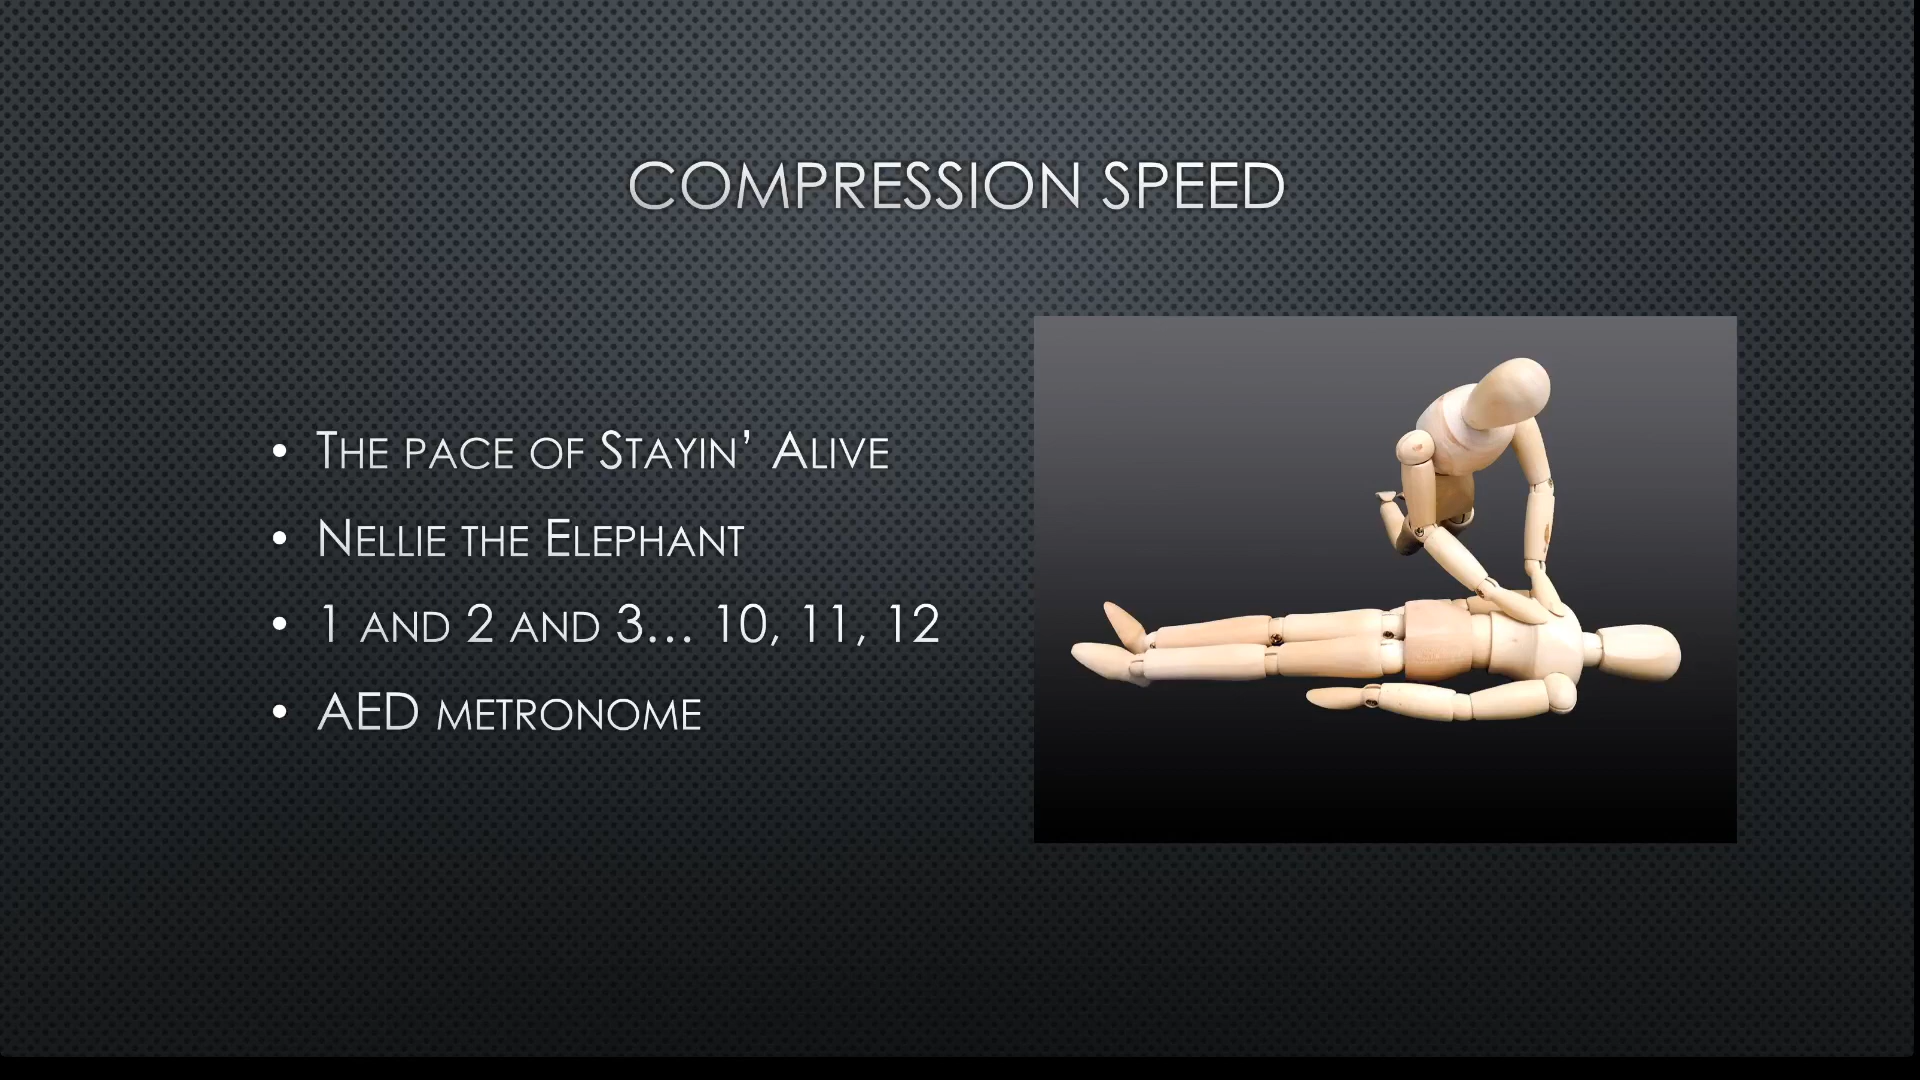 COMPRESSION SPEED
• THE PACE OF STAYIN’ ALIVE
• NELLIE THE ELEPHANT
• 1 AND 2 AND 3… 10, 11, 12
• AED METRONOME